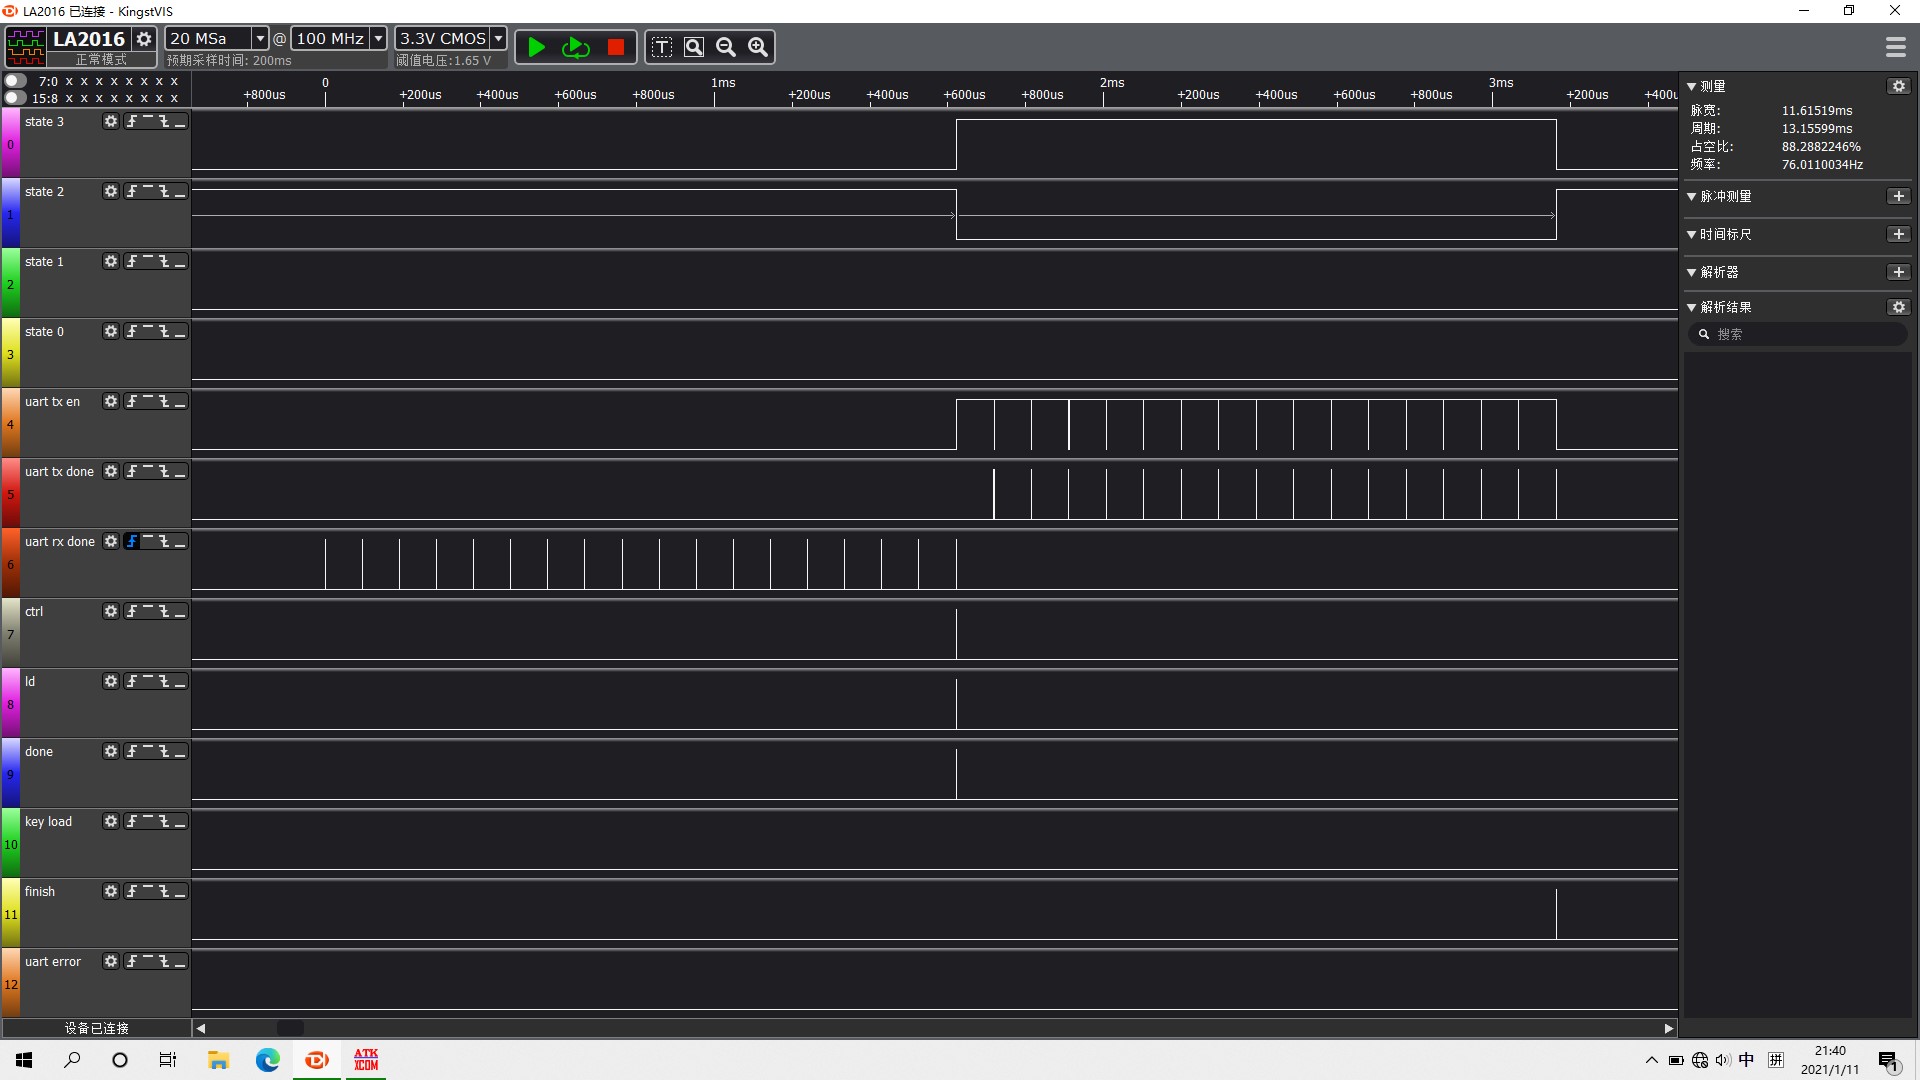 LA2016 已连接 - KingstVIS
LA2016
正常模式
20 MSa @ 100 MHz
预期采样时间: 200ms
3.3V CMOS
阈值电压:1.65 V
7:0 x x x x x x x x
15:8 x x x x x x x x
0 1ms 2ms 3ms
+800us +200us +400us +600us +800us +200us +400us +600us +800us +200us +400us +600us +800us +200us +400u
0 state 3
1 state 2
2 state 1
3 state 0
4 uart tx en
5 uart tx done
6 uart rx done
7 ctrl
8 ld
9 done
10 key load
11 finish
12 uart error
设备已连接
测量
脉宽: 11.61519ms
周期: 13.15599ms
占空比: 88.2882246%
频率: 76.0110034Hz
脉冲测量
时间标尺
解析器
解析结果
搜索
ATK
XCOM
中
拼
21:40
2021/1/11
1